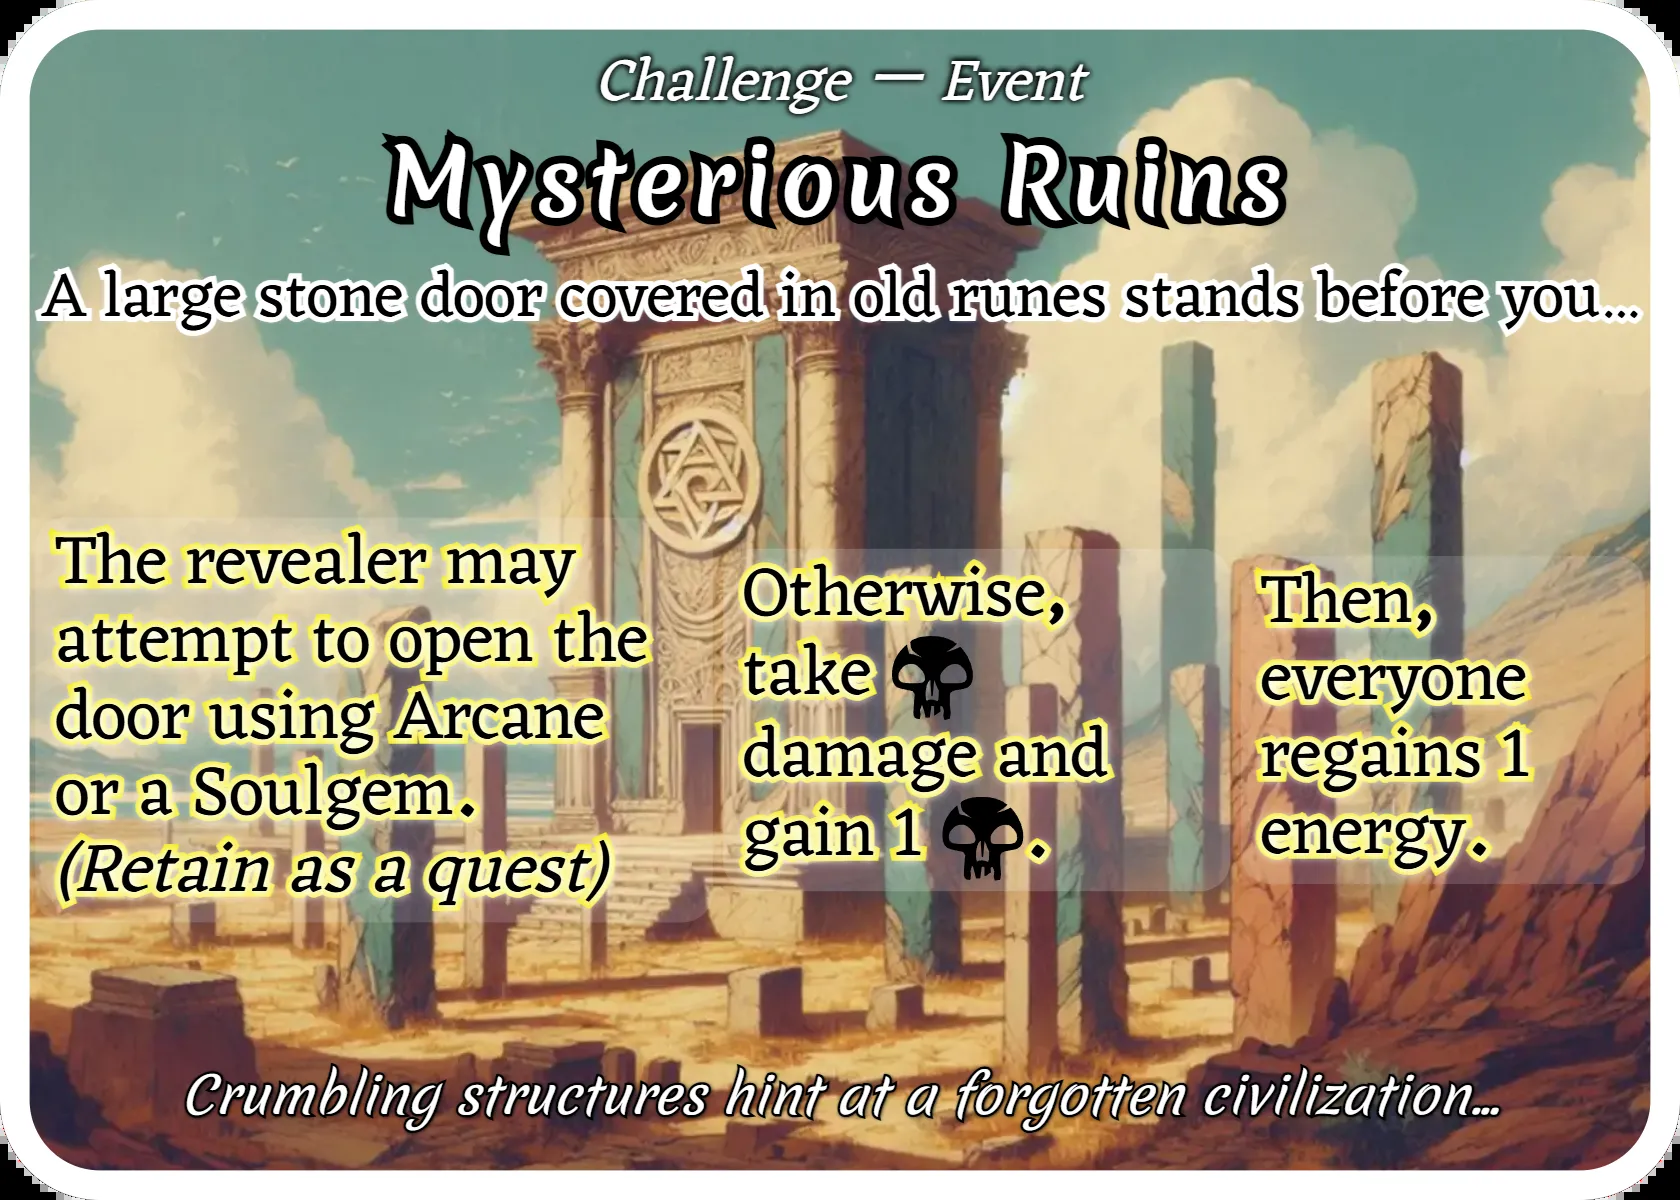 Challenge — Event
Mysterious Ruins
A large stone door covered in old runes stands before you...
The revealer may
attempt to open the
door using Arcane
or a Soulgem.
(Retain as a quest)
Otherwise,
take
damage and
gain 1 .
Then,
everyone
regains 1
energy.
Crumbling structures hint at a forgotten civilization...